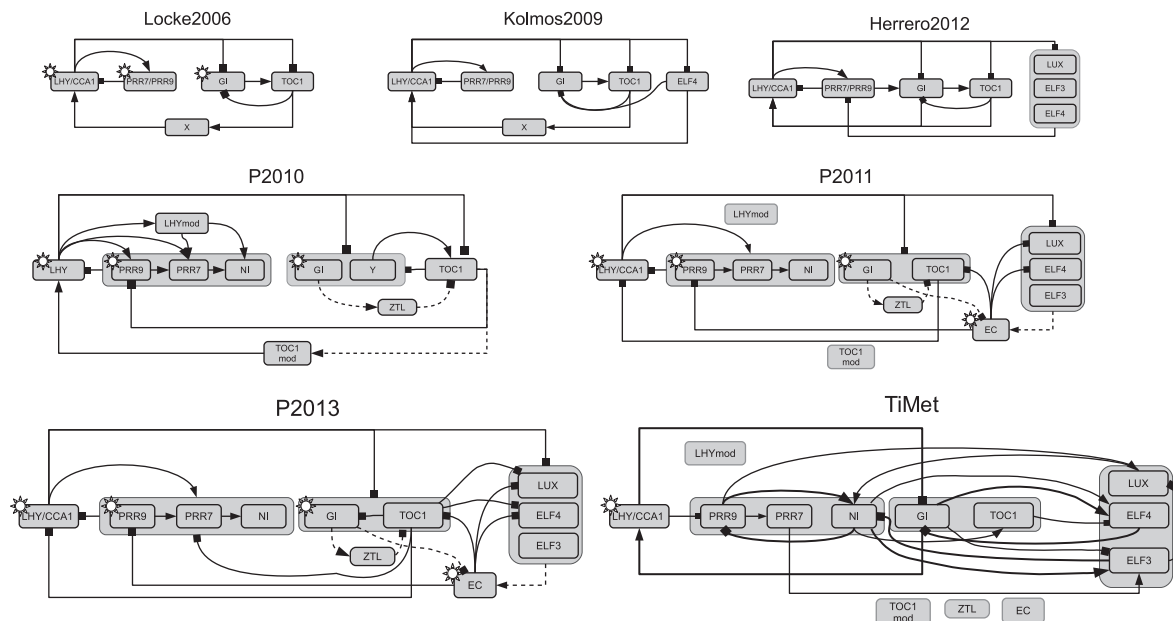 Locke2006
LHY/CCA1
PRR7/PRR9
GI
TOC1
X
Kolmos2009
LHY/CCA1
PRR7/PRR9
GI
TOC1
ELF4
X
Herrero2012
LHY/CCA1
PRR7/PRR9
GI
TOC1
LUX
ELF3
ELF4
P2010
LHYmod
LHY
PRR9
PRR7
NI
GI
Y
TOC1
ZTL
TOC1
mod
P2011
LHYmod
LHY/CCA1
PRR9
PRR7
NI
GI
TOC1
ZTL
LUX
ELF4
ELF3
EC
TOC1
mod
P2013
LHY/CCA1
PRR9
PRR7
NI
GI
TOC1
ZTL
LUX
ELF4
ELF3
EC
TiMet
LHYmod
LHY/CCA1
PRR9
PRR7
NI
GI
TOC1
LUX
ELF4
ELF3
TOC1
mod
ZTL
EC